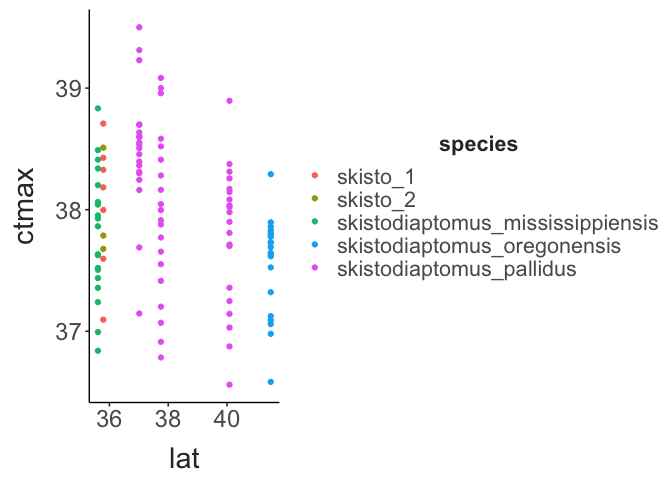 39
38
37
ctmax
36 38 40
lat
species
skisto_1
skisto_2
skistodiaptomus_mississippiensis
skistodiaptomus_oregonensis
skistodiaptomus_pallidus